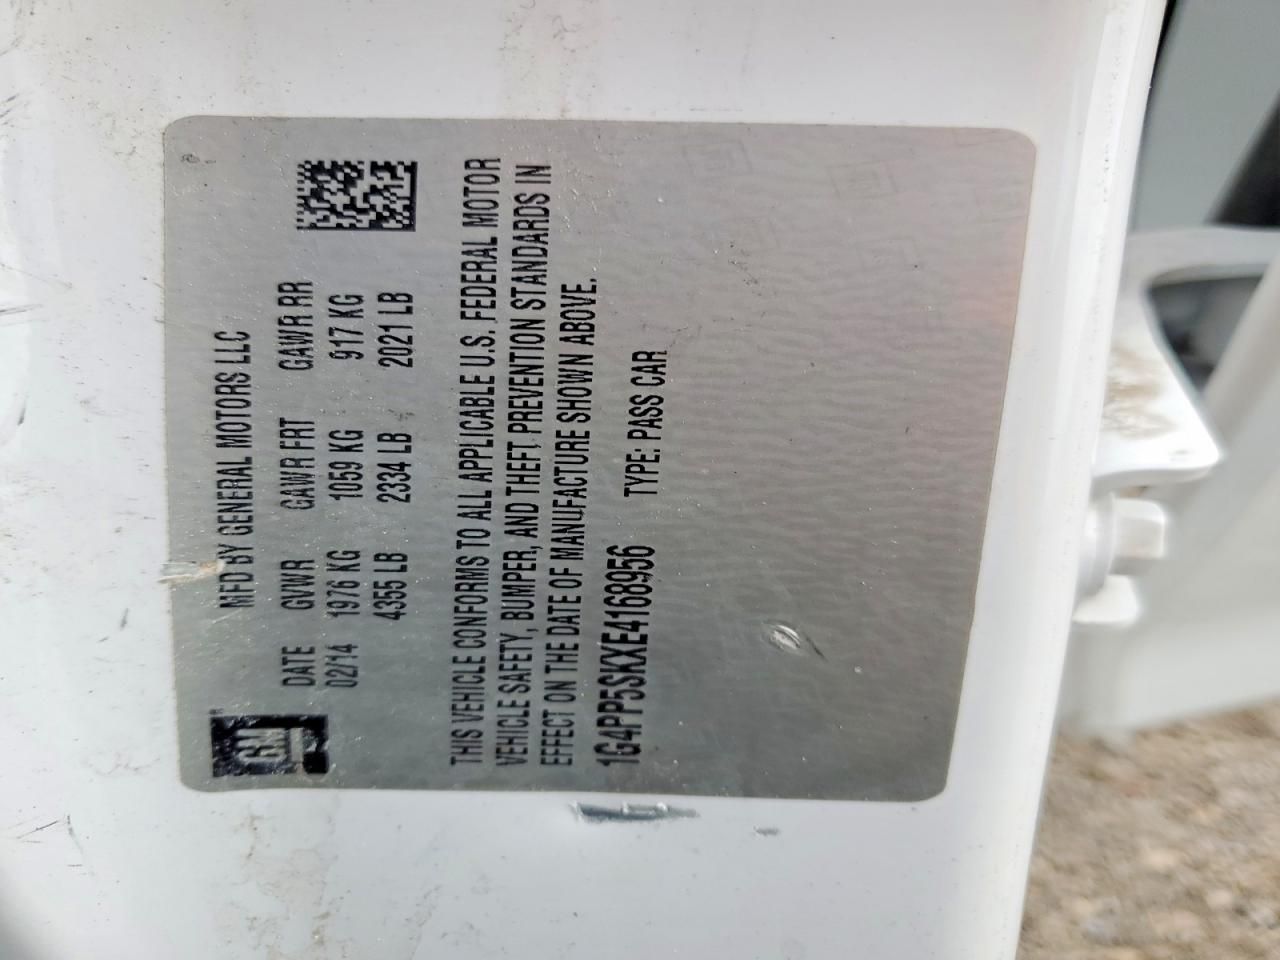 GM
MFD BY GENERAL MOTORS LLC
DATE GVWR GAWR FRT GAWR RR
02/14 1976 KG 1059 KG 917 KG
4355 LB 2334 LB 2021 LB
THIS VEHICLE CONFORMS TO ALL APPLICABLE U.S. FEDERAL MOTOR
VEHICLE SAFETY, BUMPER, AND THEFT PREVENTION STANDARDS IN
EFFECT ON THE DATE OF MANUFACTURE SHOWN ABOVE.
1G4PP5SKXE4168956 TYPE: PASS CAR